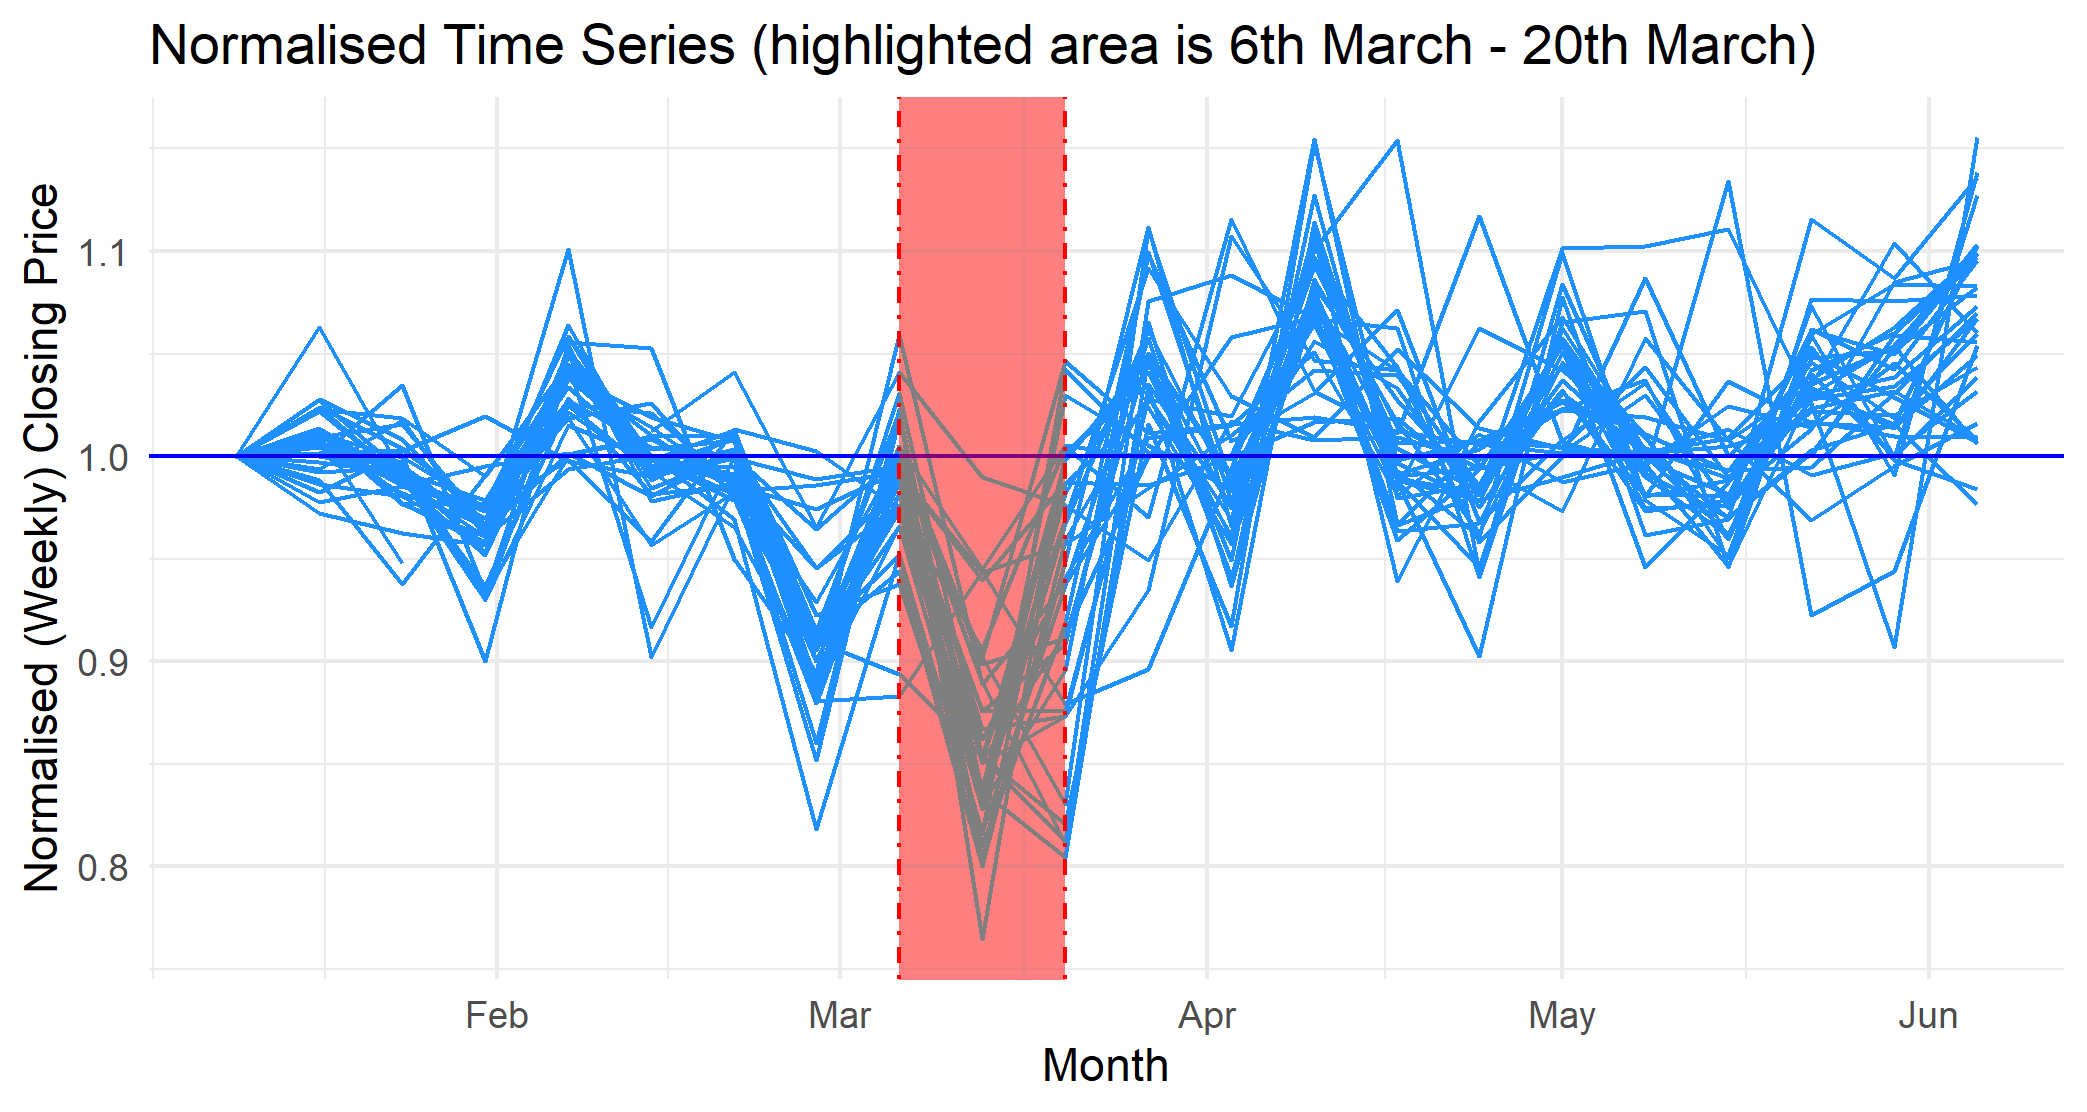 Normalised Time Series (highlighted area is 6th March - 20th March)
Normalised (Weekly) Closing Price
1.1
1.0
0.9
0.8
Feb Mar Apr May Jun
Month